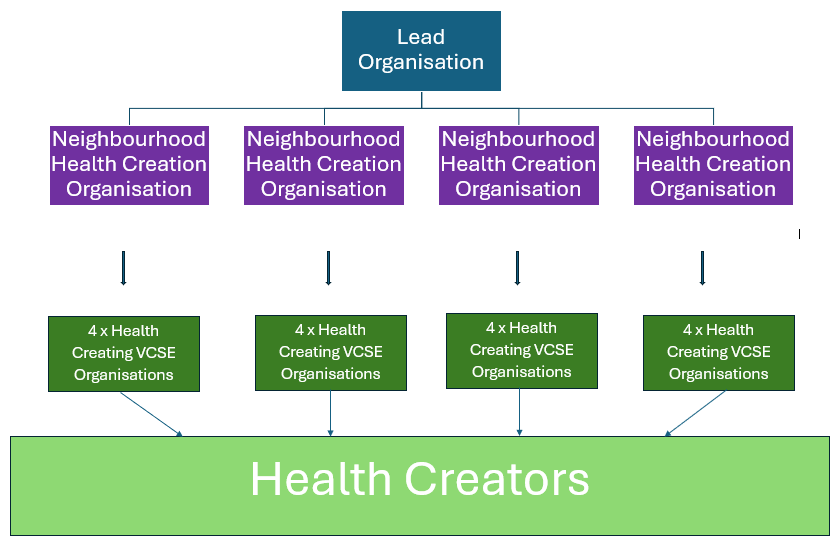 Lead
Organisation
Neighbourhood
Health Creation
Organisation
Neighbourhood
Health Creation
Organisation
Neighbourhood
Health Creation
Organisation
Neighbourhood
Health Creation
Organisation
4 x Health
Creating VCSE
Organisations
4 x Health
Creating VCSE
Organisations
4 x Health
Creating VCSE
Organisations
4 x Health
Creating VCSE
Organisations
Health Creators